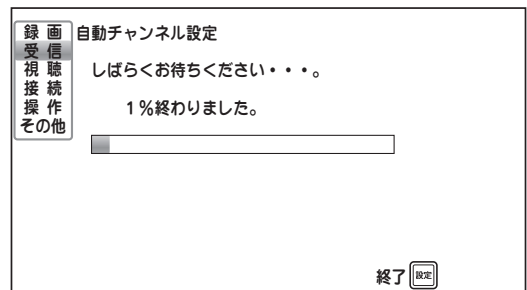 録 画
受 信
視 聴
接 続
操 作
その他
自動チャンネル設定
しばらくお待ちください・・・。
1%終わりました。
終了 設定